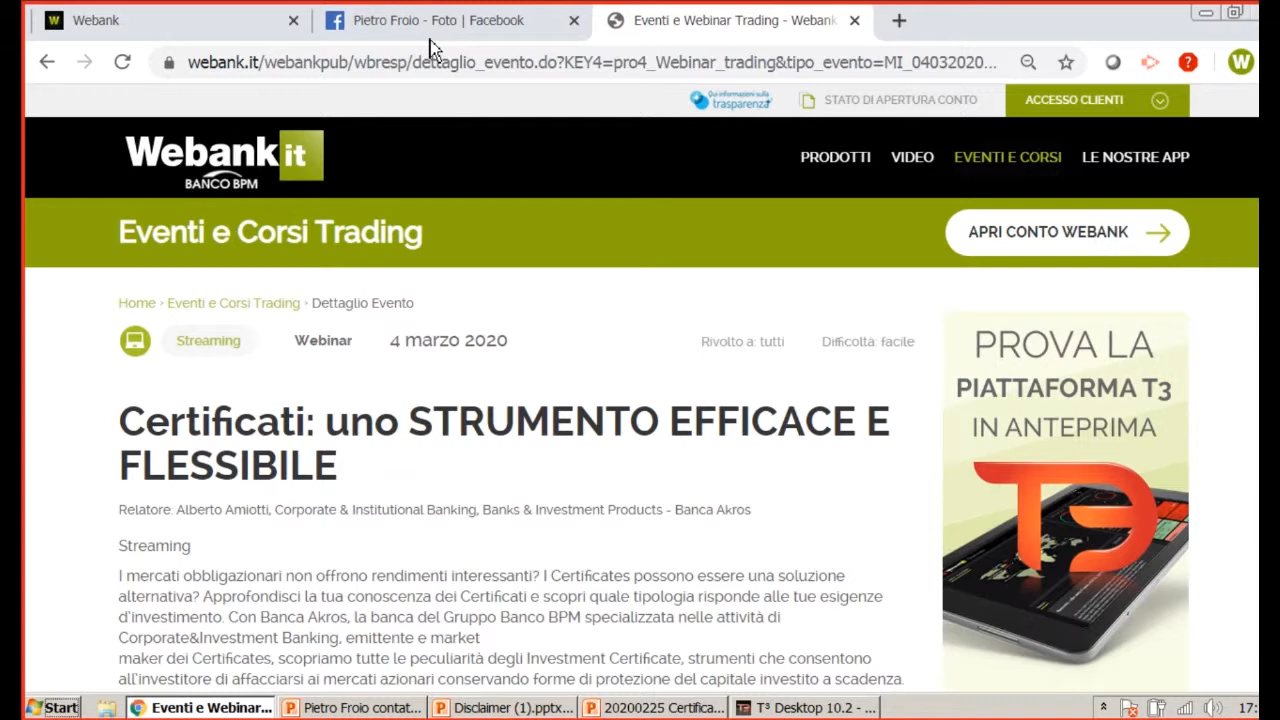 Webank
Pietro Froio - Foto | Facebook
Eventi e Webinar Trading - Webank
webank.it/webankpub/wbresp/dettaglio_evento.do?KEY4=pro4_Webinar_trading&tipo_evento=MI_04032020...
Qui informazioni sulla
trasparenza
STATO DI APERTURA CONTO
ACCESSO CLIENTI
Webank it
BANCO BPM
PRODOTTI
VIDEO
EVENTI E CORSI
LE NOSTRE APP
Eventi e Corsi Trading
APRI CONTO WEBANK
Home > Eventi e Corsi Trading > Dettaglio Evento
Streaming
Webinar
4 marzo 2020
Rivolto a: tutti
Difficoltà: facile
Certificati: uno STRUMENTO EFFICACE E
FLESSIBILE
Relatore: Alberto Amiotti, Corporate & Institutional Banking, Banks & Investment Products - Banca Akros
Streaming
I mercati obbligazionari non offrono rendimenti interessanti? I Certificates possono essere una soluzione
alternativa? Approfondisci la tua conoscenza dei Certificati e scopri quale tipologia risponde alle tue esigenze
d'investimento. Con Banca Akros, la banca del Gruppo Banco BPM specializzata nelle attività di
Corporate&Investment Banking, emittente e market
maker dei Certificates, scopriamo tutte le peculiarità degli Investment Certificate, strumenti che consentono
all'investitore di affacciarsi ai mercati azionari conservando forme di protezione del capitale investito a scadenza.
PROVA LA
PIATTAFORMA T3
IN ANTEPRIMA
T3
Start
Eventi e Webinar...
Pietro Froio contat...
Disclaimer (1).pptx...
20200225 Certifica...
T³ Desktop 10.2 - ...
17: